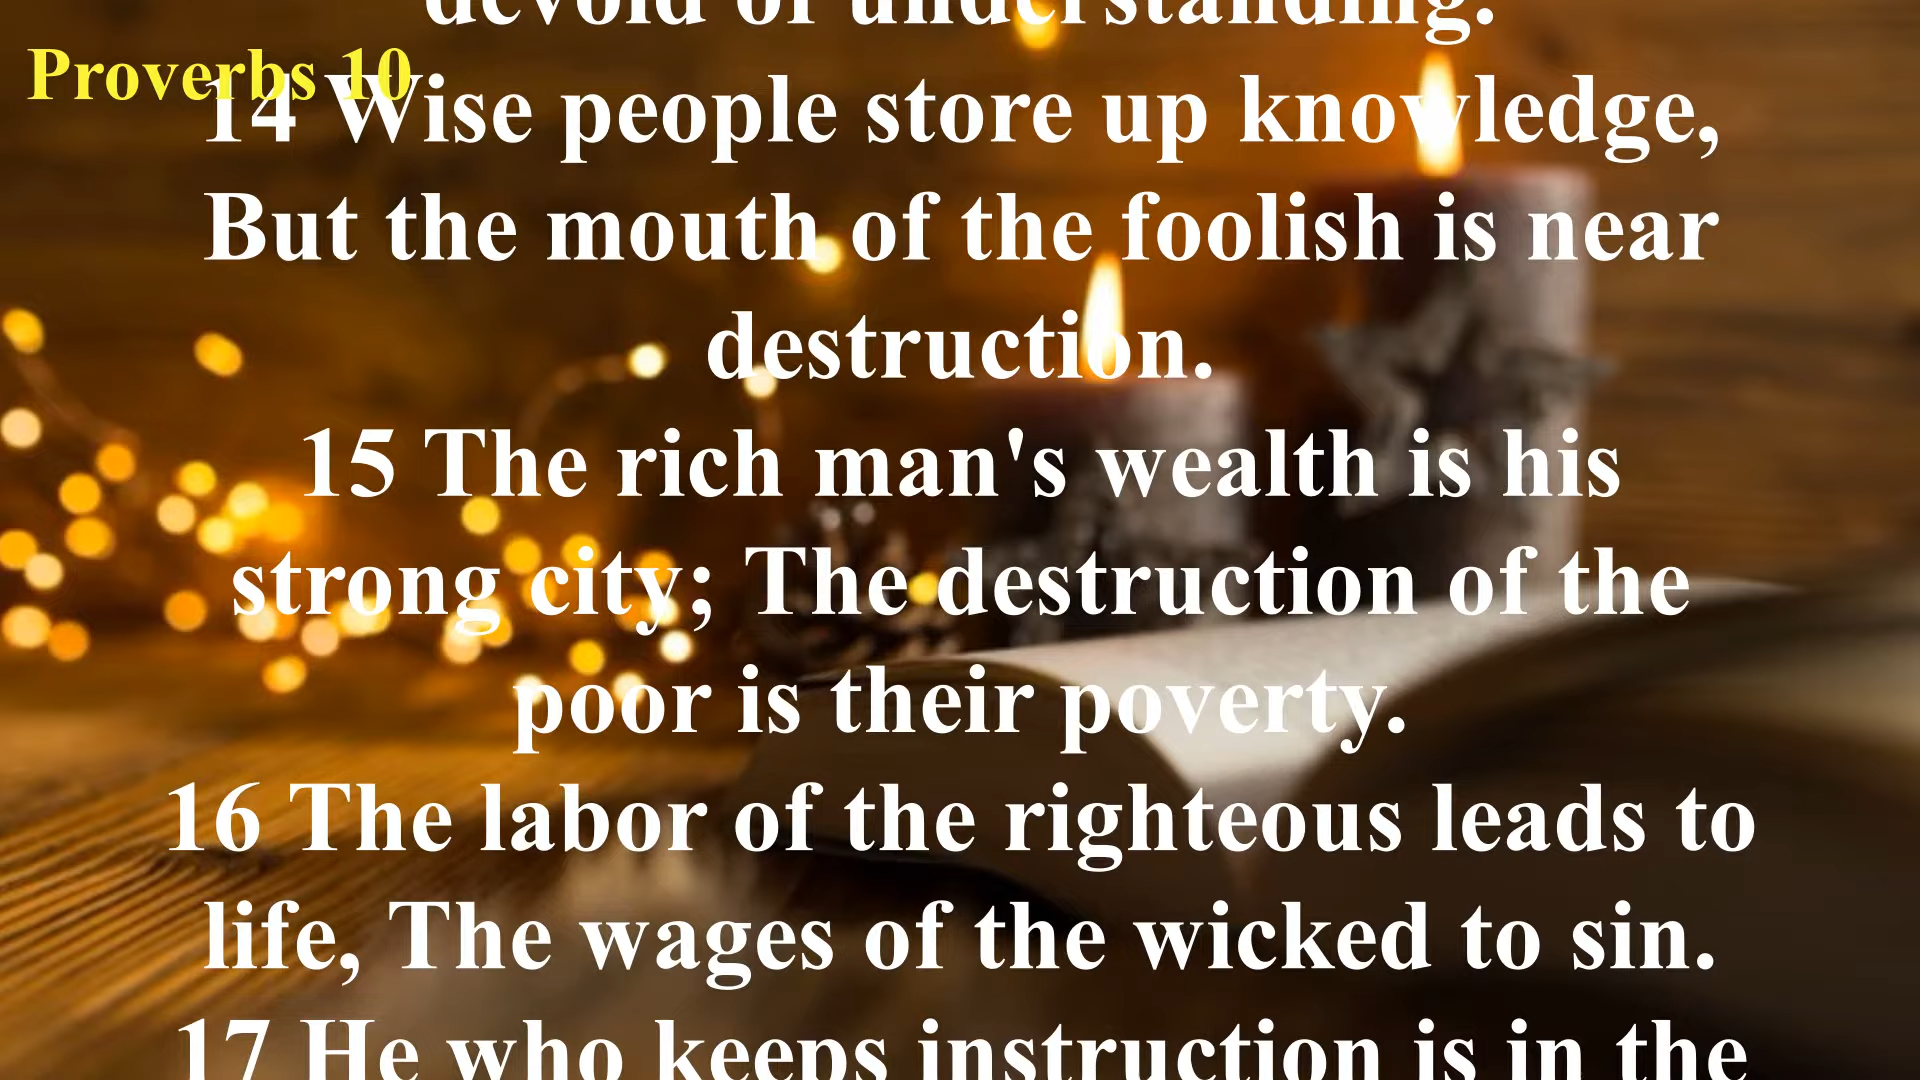 devoid of understanding.
Proverbs 10
14 Wise people store up knowledge,
But the mouth of the foolish is near
destruction.
15 The rich man's wealth is his
strong city; The destruction of the
poor is their poverty.
16 The labor of the righteous leads to
life, The wages of the wicked to sin.
17 He who keeps instruction is in the